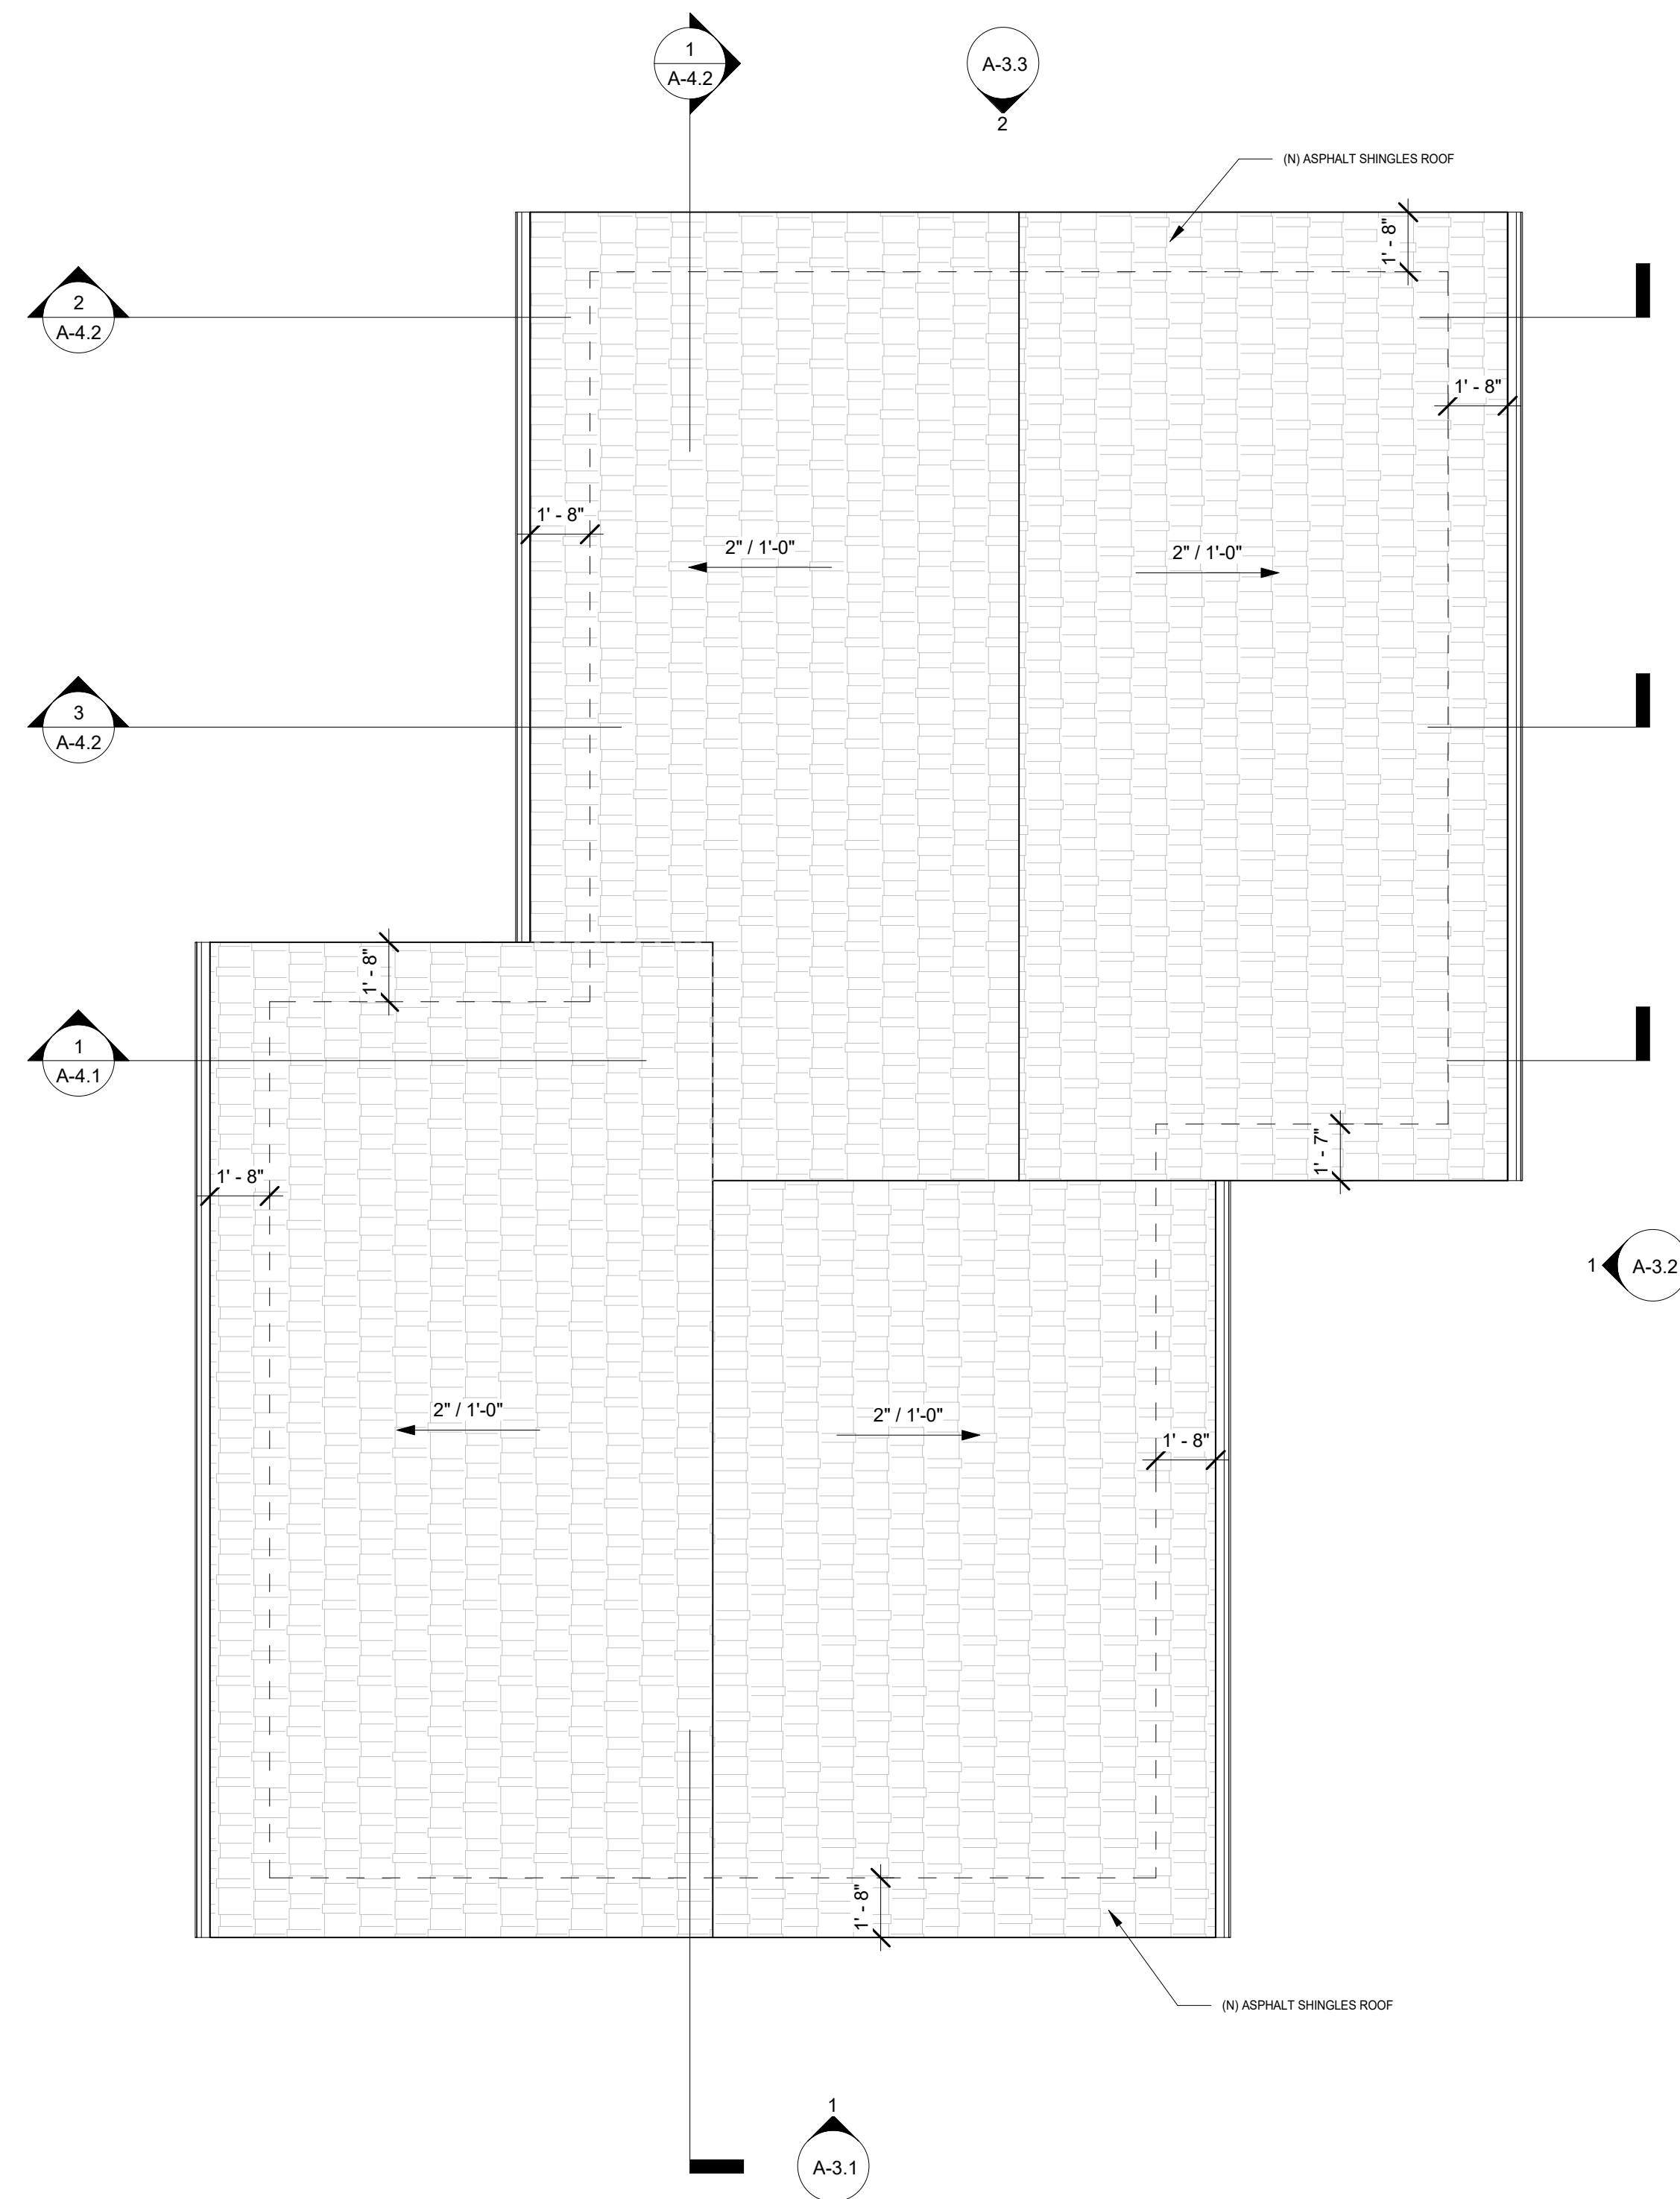 1
A-4.2
A-3.3
2
(N) ASPHALT SHINGLES ROOF
1' - 8"
2
A-4.2
1' - 8"
1' - 8"
2" / 1'-0"
2" / 1'-0"
3
A-4.2
1' - 8"
1
A-4.1
1' - 7"
1' - 8"
1
A-3.2
2" / 1'-0"
2" / 1'-0"
1' - 8"
1' - 8"
(N) ASPHALT SHINGLES ROOF
1
A-3.1